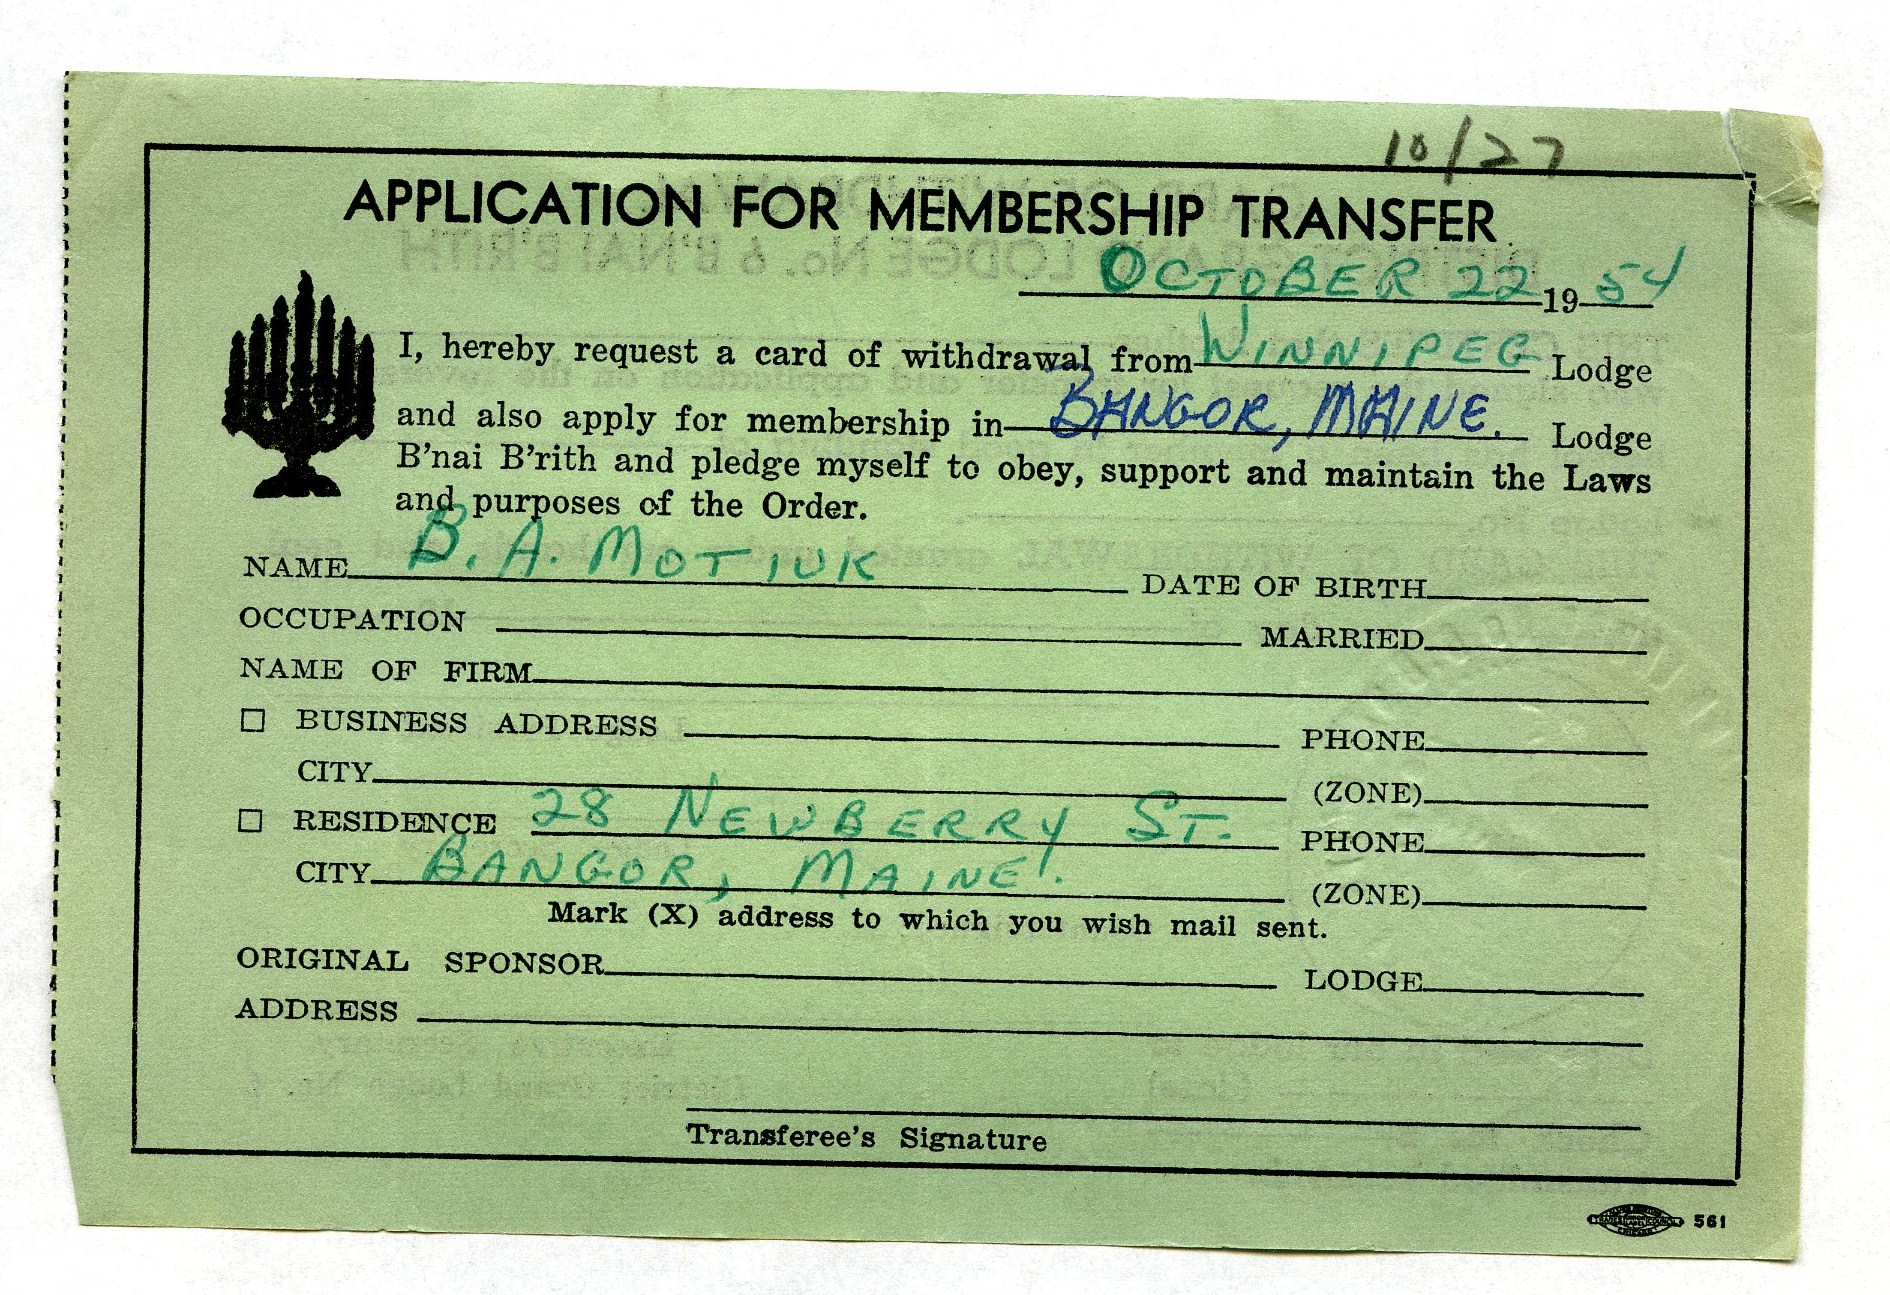 10/27
APPLICATION FOR MEMBERSHIP TRANSFER
OCTOBER 22 19 54
I, hereby request a card of withdrawal from WINNIPEG Lodge
and also apply for membership in BANGOR, MAINE. Lodge
B'nai B'rith and pledge myself to obey, support and maintain the Laws
and purposes of the Order.
NAME B. A. MOTIUK DATE OF BIRTH
OCCUPATION MARRIED
NAME OF FIRM
BUSINESS ADDRESS PHONE
CITY (ZONE)
RESIDENCE 28 NEWBERRY ST. PHONE
CITY BANGOR, MAINE. (ZONE)
Mark (X) address to which you wish mail sent.
ORIGINAL SPONSOR LODGE
ADDRESS
Transferee's Signature
561